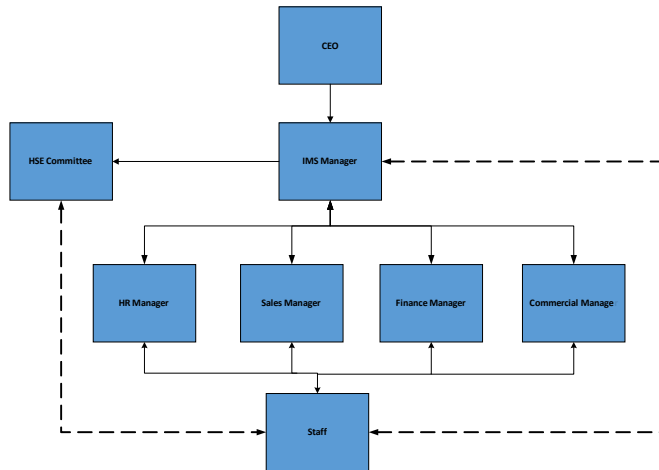 CEO
HSE Committee
IMS Manager
HR Manager
Sales Manager
Finance Manager
Commercial Manage
Staff